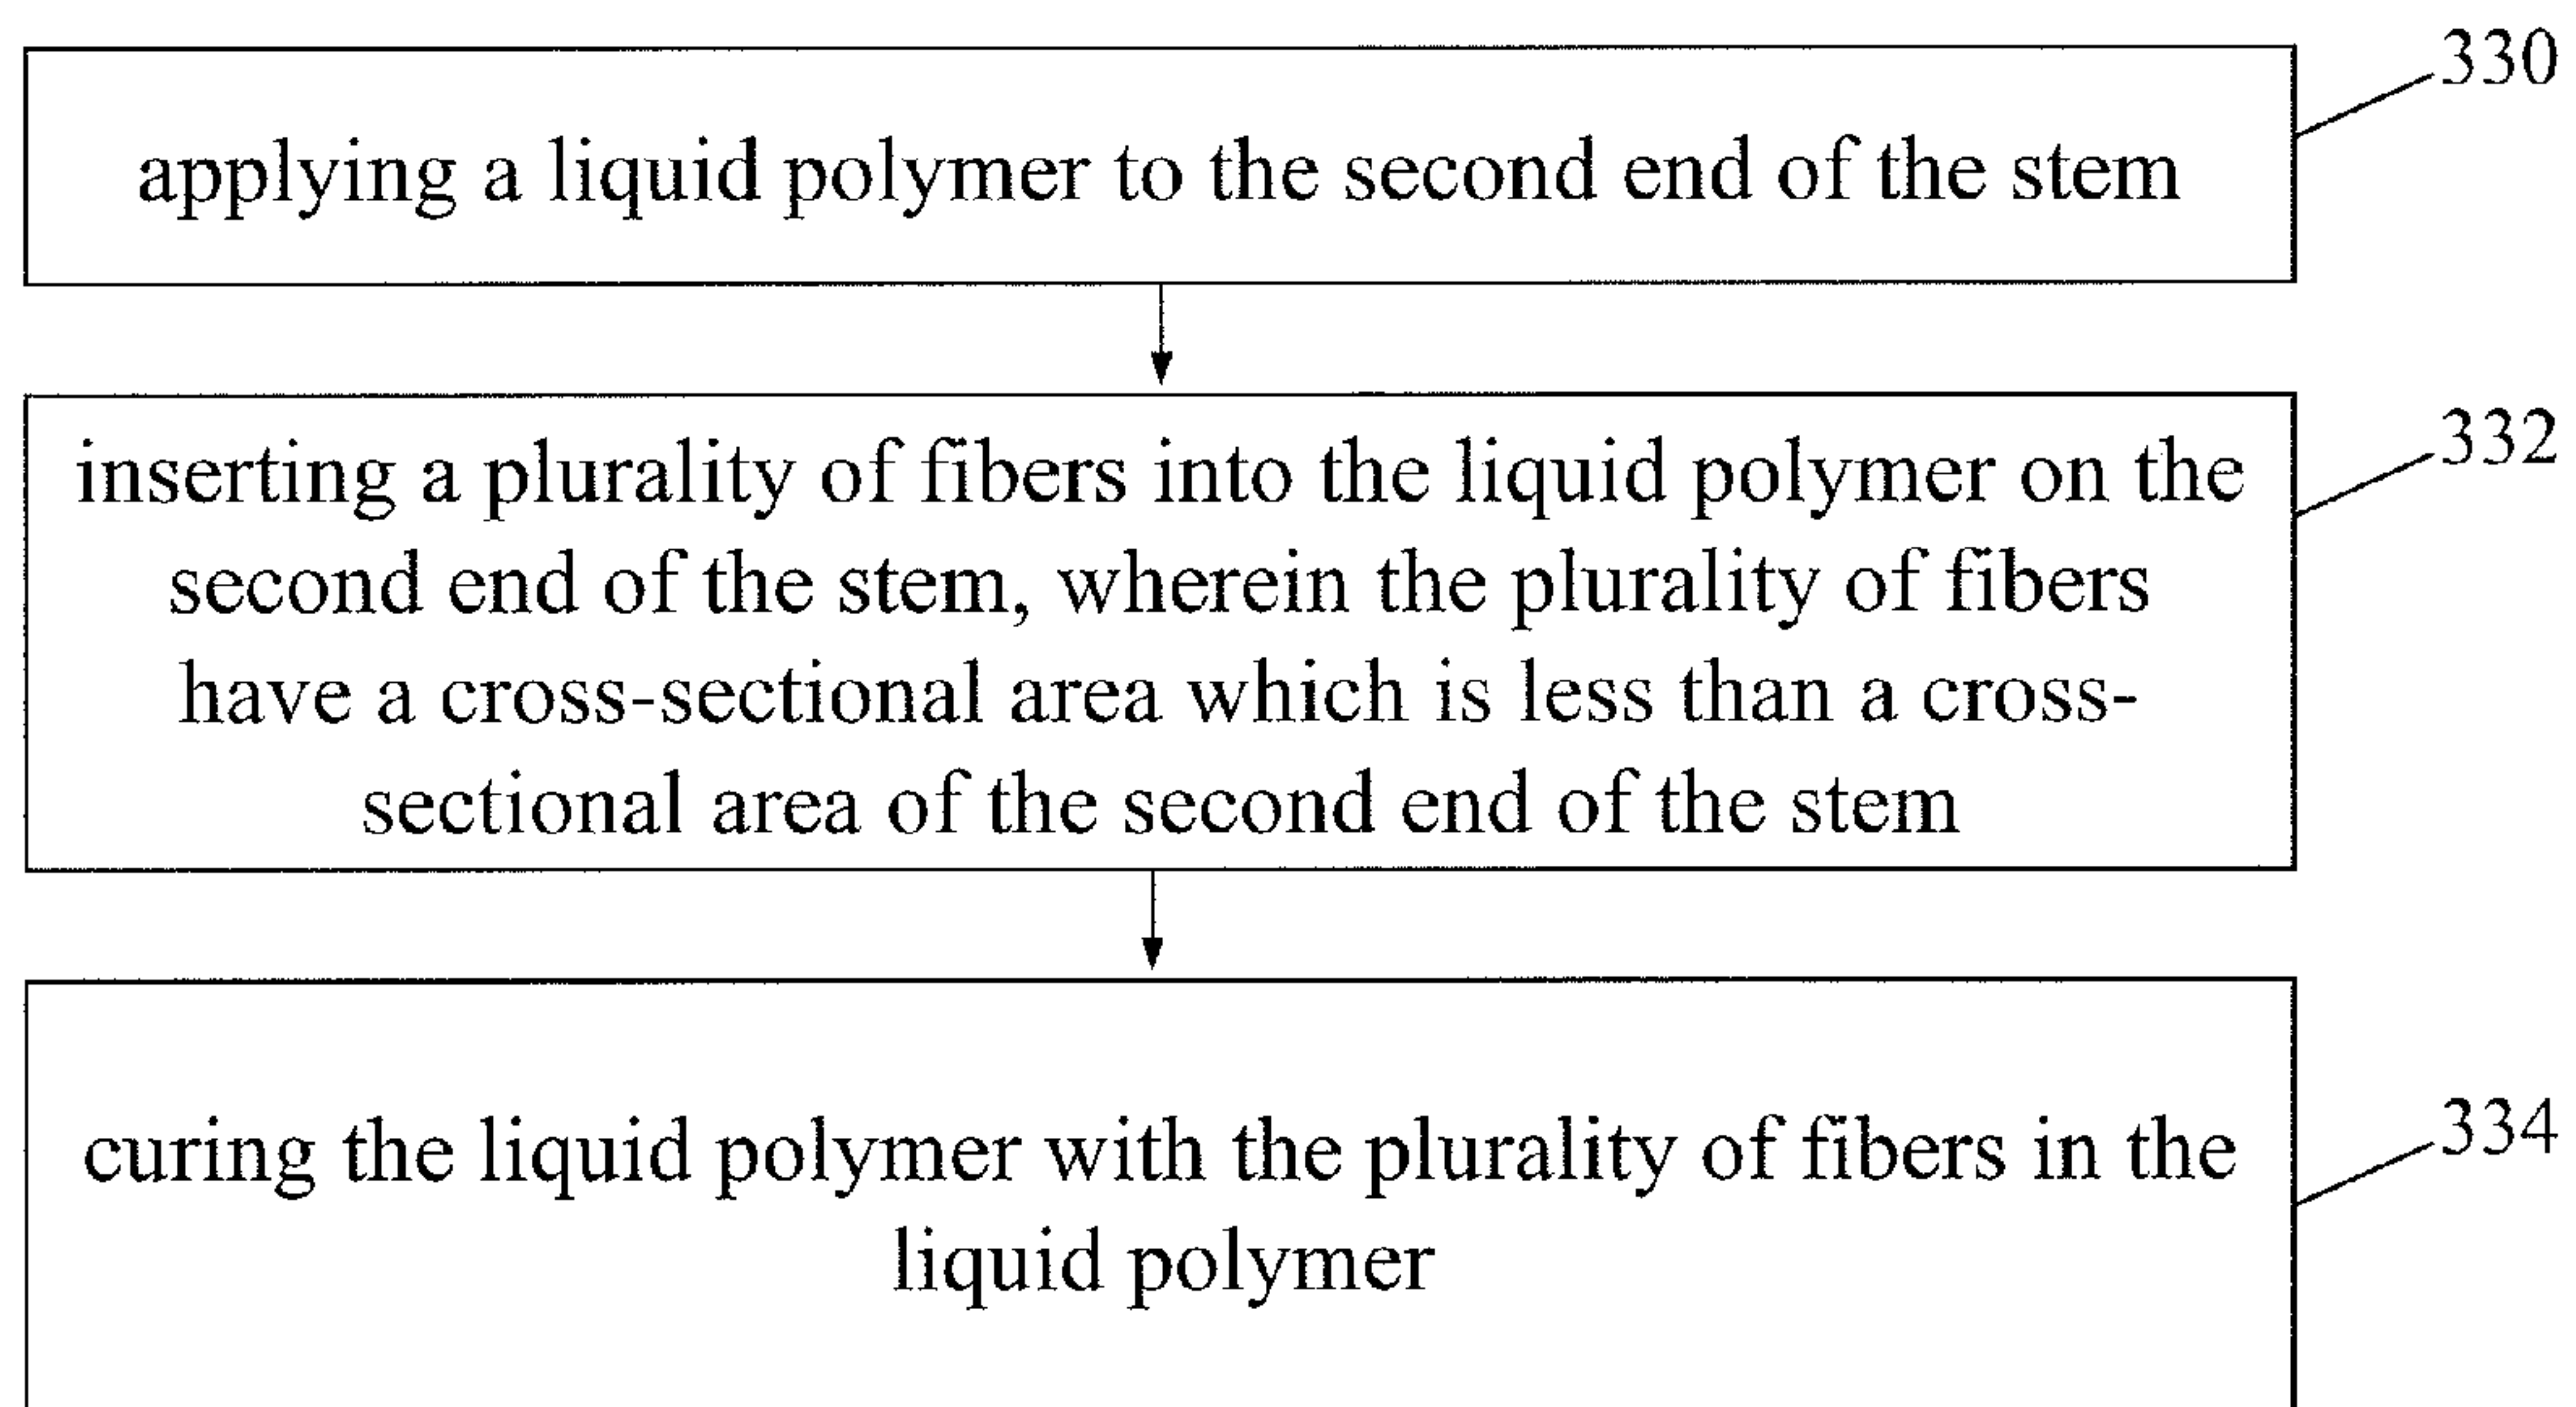 330
applying a liquid polymer to the second end of the stem
332
inserting a plurality of fibers into the liquid polymer on the
second end of the stem, wherein the plurality of fibers
have a cross-sectional area which is less than a cross-
sectional area of the second end of the stem
334
curing the liquid polymer with the plurality of fibers in the
liquid polymer